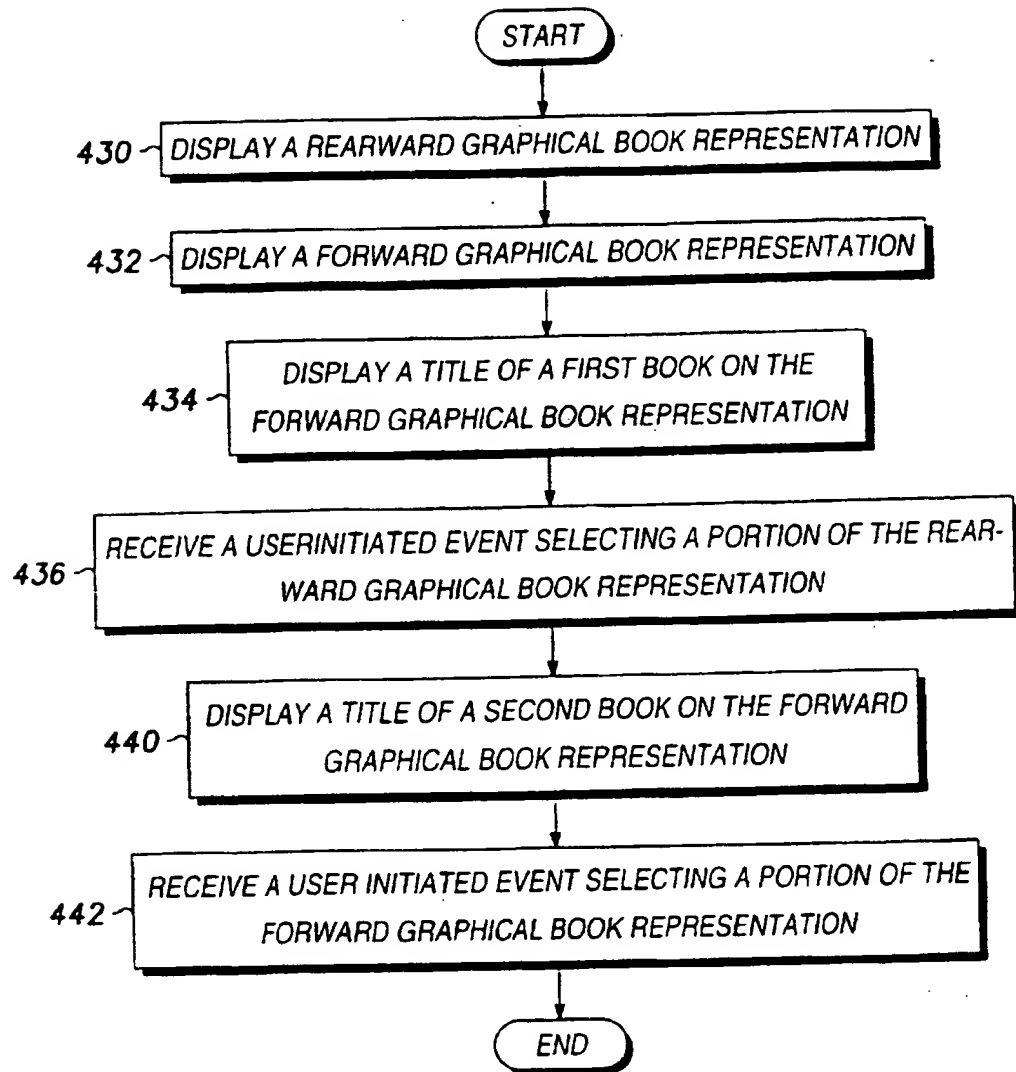 START
430
DISPLAY A REARWARD GRAPHICAL BOOK REPRESENTATION
432
DISPLAY A FORWARD GRAPHICAL BOOK REPRESENTATION
434
DISPLAY A TITLE OF A FIRST BOOK ON THE
FORWARD GRAPHICAL BOOK REPRESENTATION
436
RECEIVE A USERINITIATED EVENT SELECTING A PORTION OF THE REAR-
WARD GRAPHICAL BOOK REPRESENTATION
440
DISPLAY A TITLE OF A SECOND BOOK ON THE FORWARD
GRAPHICAL BOOK REPRESENTATION
442
RECEIVE A USER INITIATED EVENT SELECTING A PORTION OF THE
FORWARD GRAPHICAL BOOK REPRESENTATION
END